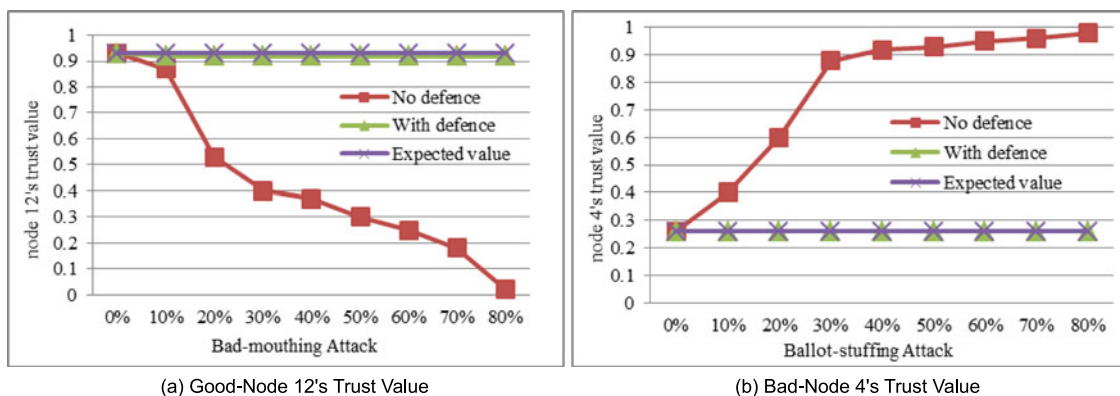 1
0.9
0.8
0.7
0.6
0.5
0.4
0.3
0.2
0.1
0
node 12's trust value
No defence
With defence
Expected value
0% 10% 20% 30% 40% 50% 60% 70% 80%
Bad-mouthing Attack
(a) Good-Node 12's Trust Value
1
0.9
0.8
0.7
0.6
0.5
0.4
0.3
0.2
0.1
0
node 4's trust value
No defence
With defence
Expected value
0% 10% 20% 30% 40% 50% 60% 70% 80%
Ballot-stuffing Attack
(b) Bad-Node 4's Trust Value